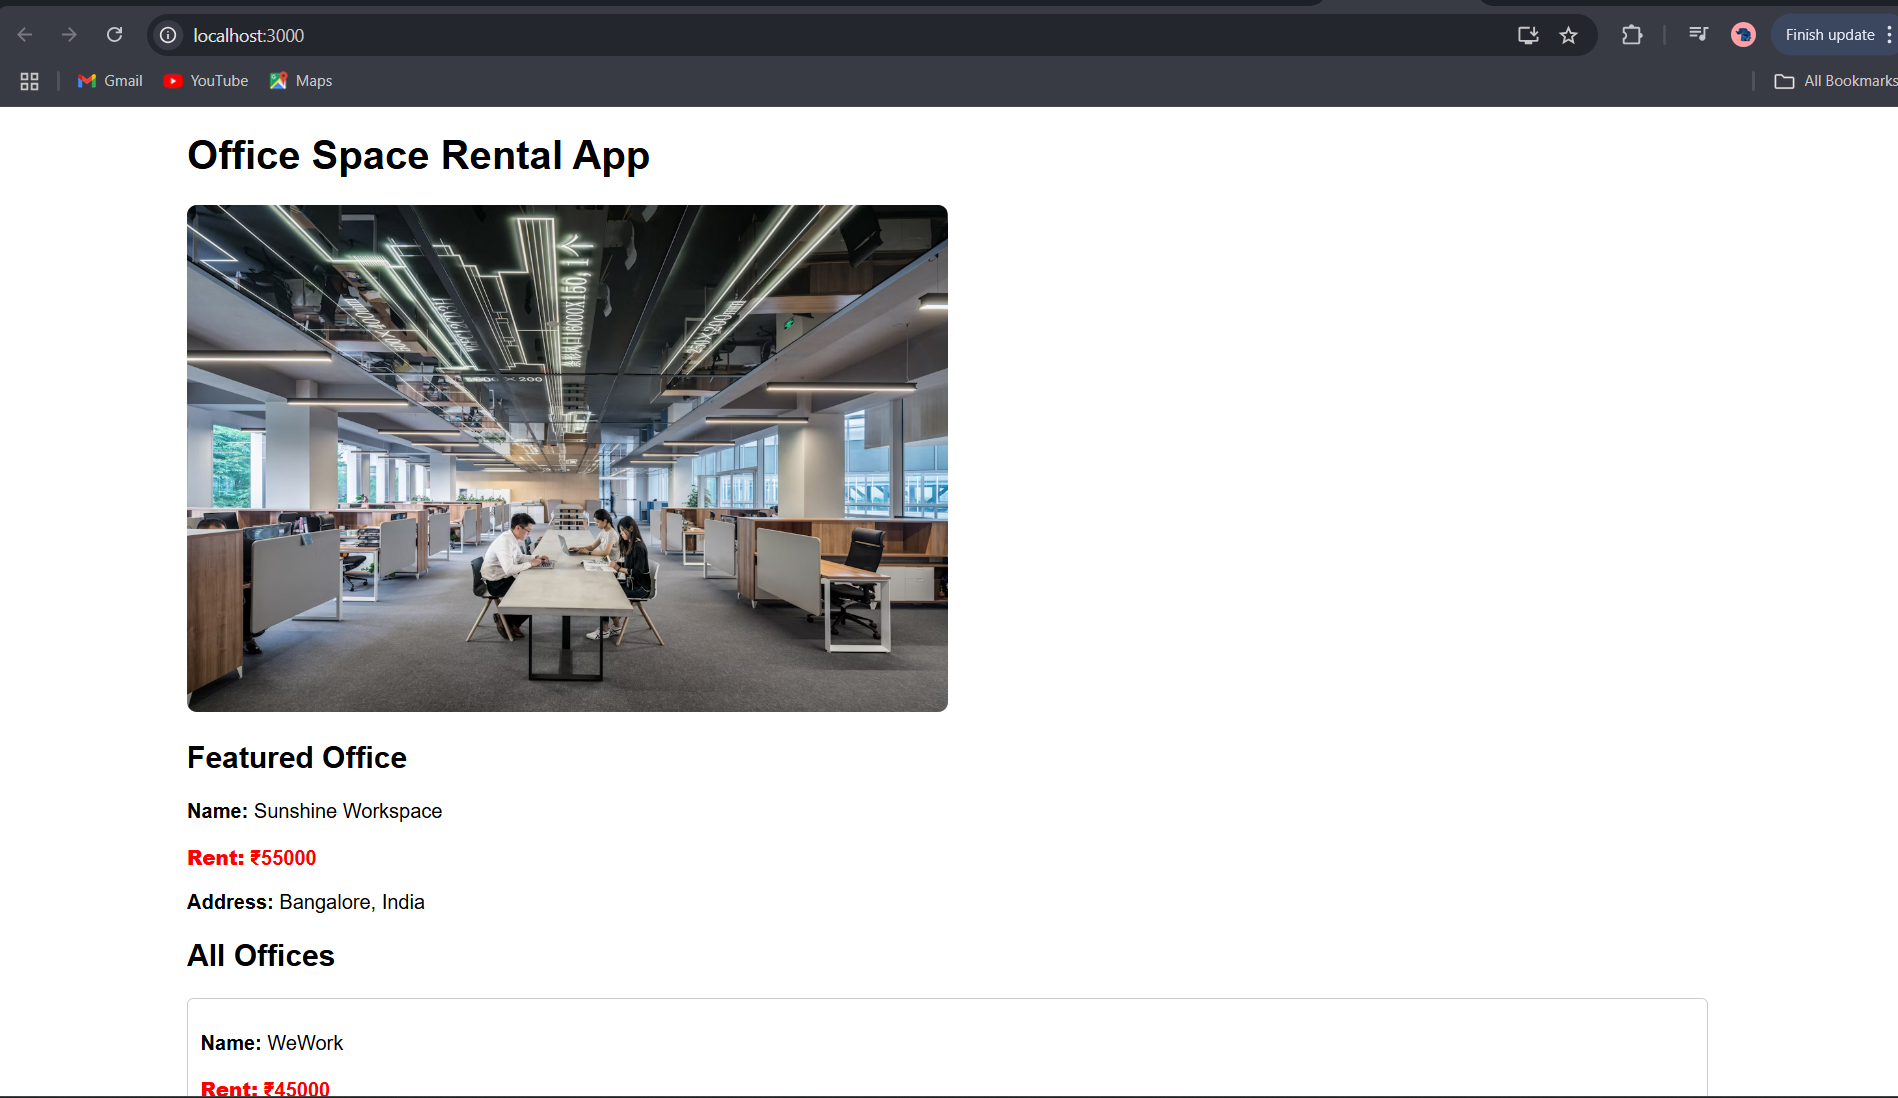 localhost:3000
Finish update
Gmail YouTube Maps All Bookmarks
Office Space Rental App
Featured Office
Name: Sunshine Workspace
Rent: ₹55000
Address: Bangalore, India
All Offices
Name: WeWork
Rent: ₹45000